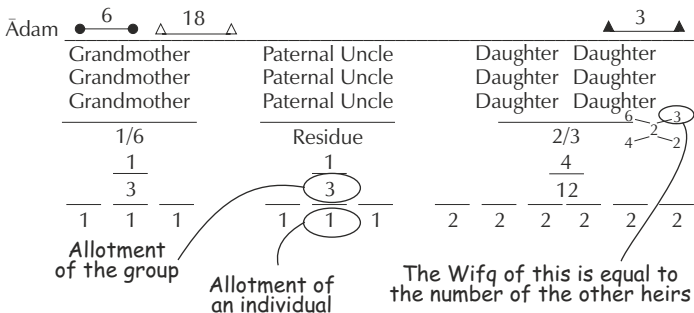 Ādam 6 18 3
Grandmother Paternal Uncle Daughter Daughter
Grandmother Paternal Uncle Daughter Daughter
Grandmother Paternal Uncle Daughter Daughter
6 3
1/6 Residue 2/3 2
4 2
1 1 4
3 3 12
1 1 1 1 1 1 2 2 2 2 2 2
Allotment
of the group
Allotment of
an individual
The Wifq of this is equal to
the number of the other heirs